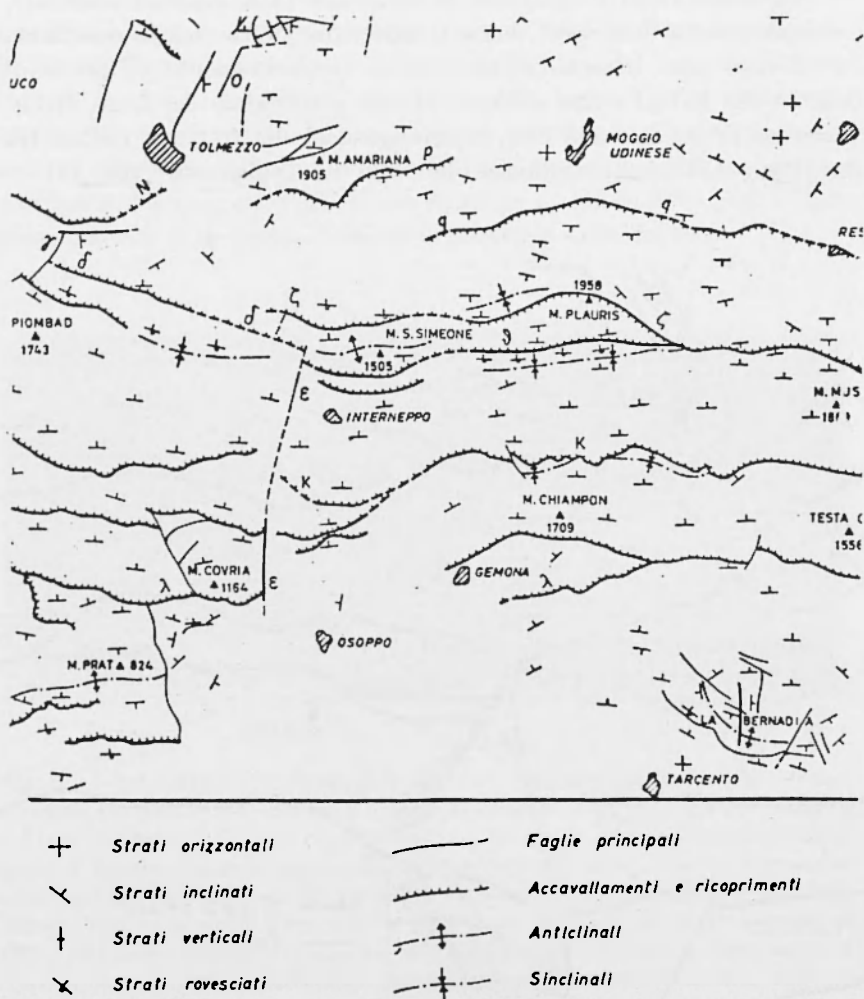 UCO
TOLMEZZO
O
M. AMARIANA
1905
p
MOGGIO
UDINESE
N
q
q
RES
γ
δ
ζ
1958
M. PLAURIS
PIOMBAD
1743
δ
M. S. SIMEONE
1505
ϑ
ζ
M. MUS
ε
INTERNEPPO
K
K
M. CHIAMPON
1709
TESTA
1556
M. COVRIA
1164
λ
ε
GEMONA
λ
OSOPPO
M. PRAT 824
LA BERNADIA
TARCENTO
Strati orizzontali
Faglie principali
Strati inclinati
Accavallamenti e ricoprimenti
Strati verticali
Anticlinali
Strati rovesciati
Sinclinali